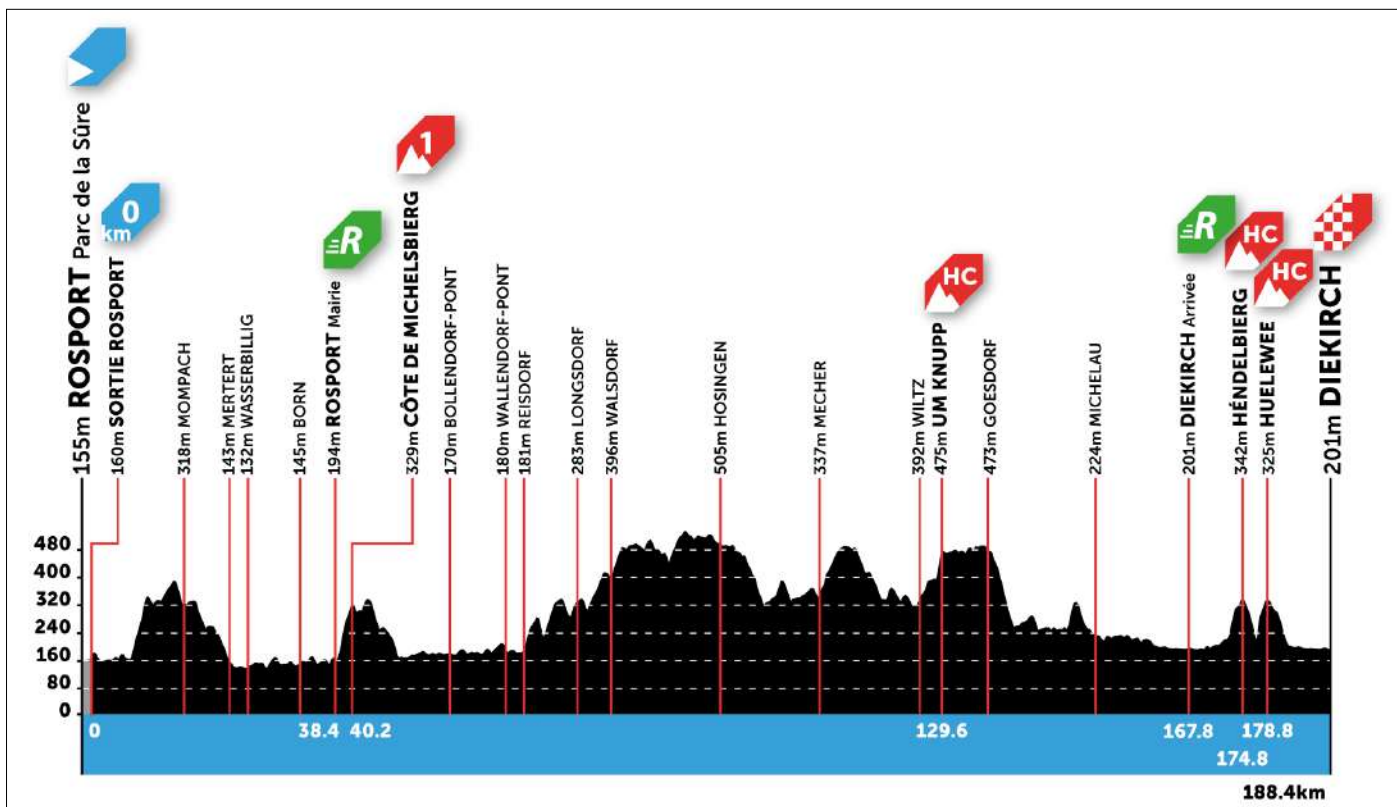 155m ROSPORT Parc de la Sûre
0
km
160m SORTIE ROSPORT
318m MOMPACH
143m MERTERT
132m WASSERBILLIG
145m BORN
R
194m ROSPORT Mairie
1
329m CÔTE DE MICHELSBIERG
170m BOLLENDORF-PONT
180m WALLENDORF-PONT
181m REISDORF
283m LONGSDORF
396m WALSDORF
505m HOSINGEN
337m MECHER
392m WILTZ
HC
475m UM KNUPP
473m GOESDORF
224m MICHELAU
R
201m DIEKIRCH Arrivée
HC
342m HÉNDELBIERG
HC
325m HUELEWEE
201m DIEKIRCH
480
400
320
240
160
80
0
0
38.4
40.2
129.6
167.8
178.8
174.8
188.4km